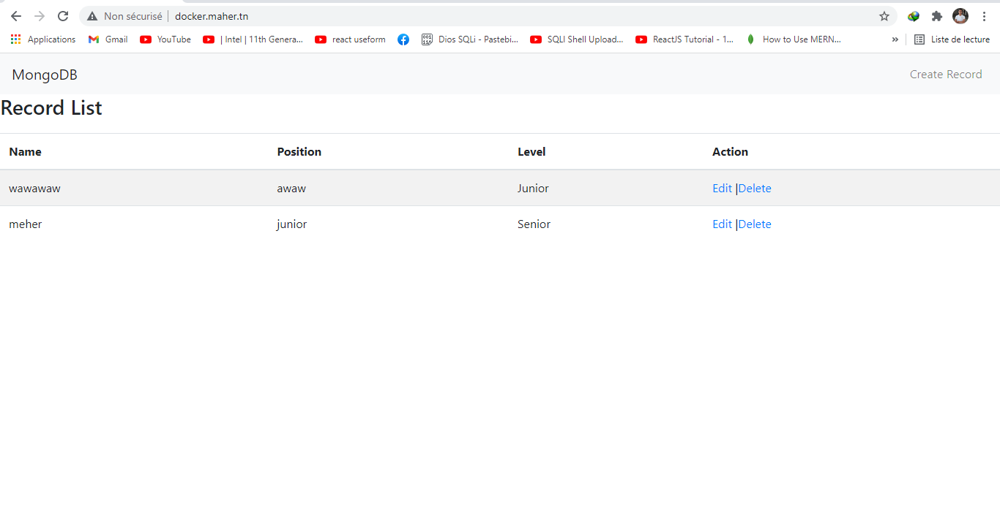 Non sécurisé docker.maher.tn
Applications Gmail YouTube | Intel | 11th Genera... react useform Dios SQLi - Pastebi... SQLI Shell Upload... ReactJS Tutorial - 1... How to Use MERN... » Liste de lecture
MongoDB Create Record
Record List
Name Position Level Action
wawawaw awaw Junior Edit |Delete
meher junior Senior Edit |Delete